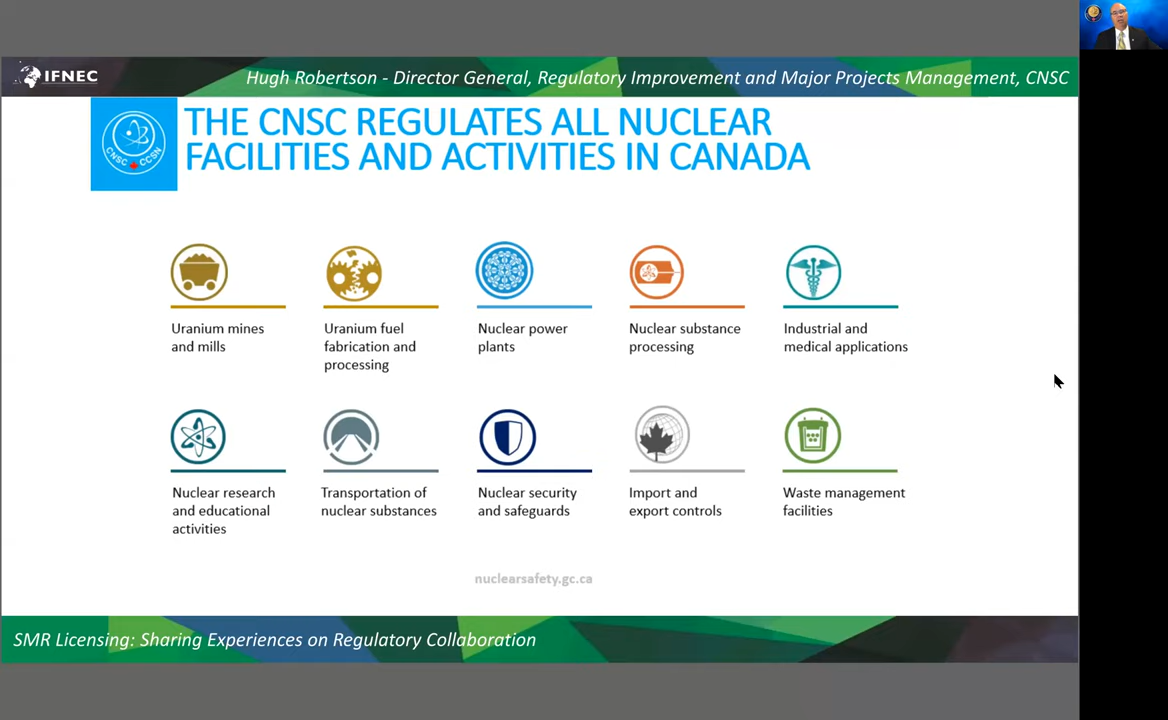 IFNEC
Hugh Robertson - Director General, Regulatory Improvement and Major Projects Management, CNSC
CNSC CCSN
THE CNSC REGULATES ALL NUCLEAR
FACILITIES AND ACTIVITIES IN CANADA
Uranium mines
and mills
Uranium fuel
fabrication and
processing
Nuclear power
plants
Nuclear substance
processing
Industrial and
medical applications
Nuclear research
and educational
activities
Transportation of
nuclear substances
Nuclear security
and safeguards
Import and
export controls
Waste management
facilities
nuclearsafety.gc.ca
SMR Licensing: Sharing Experiences on Regulatory Collaboration